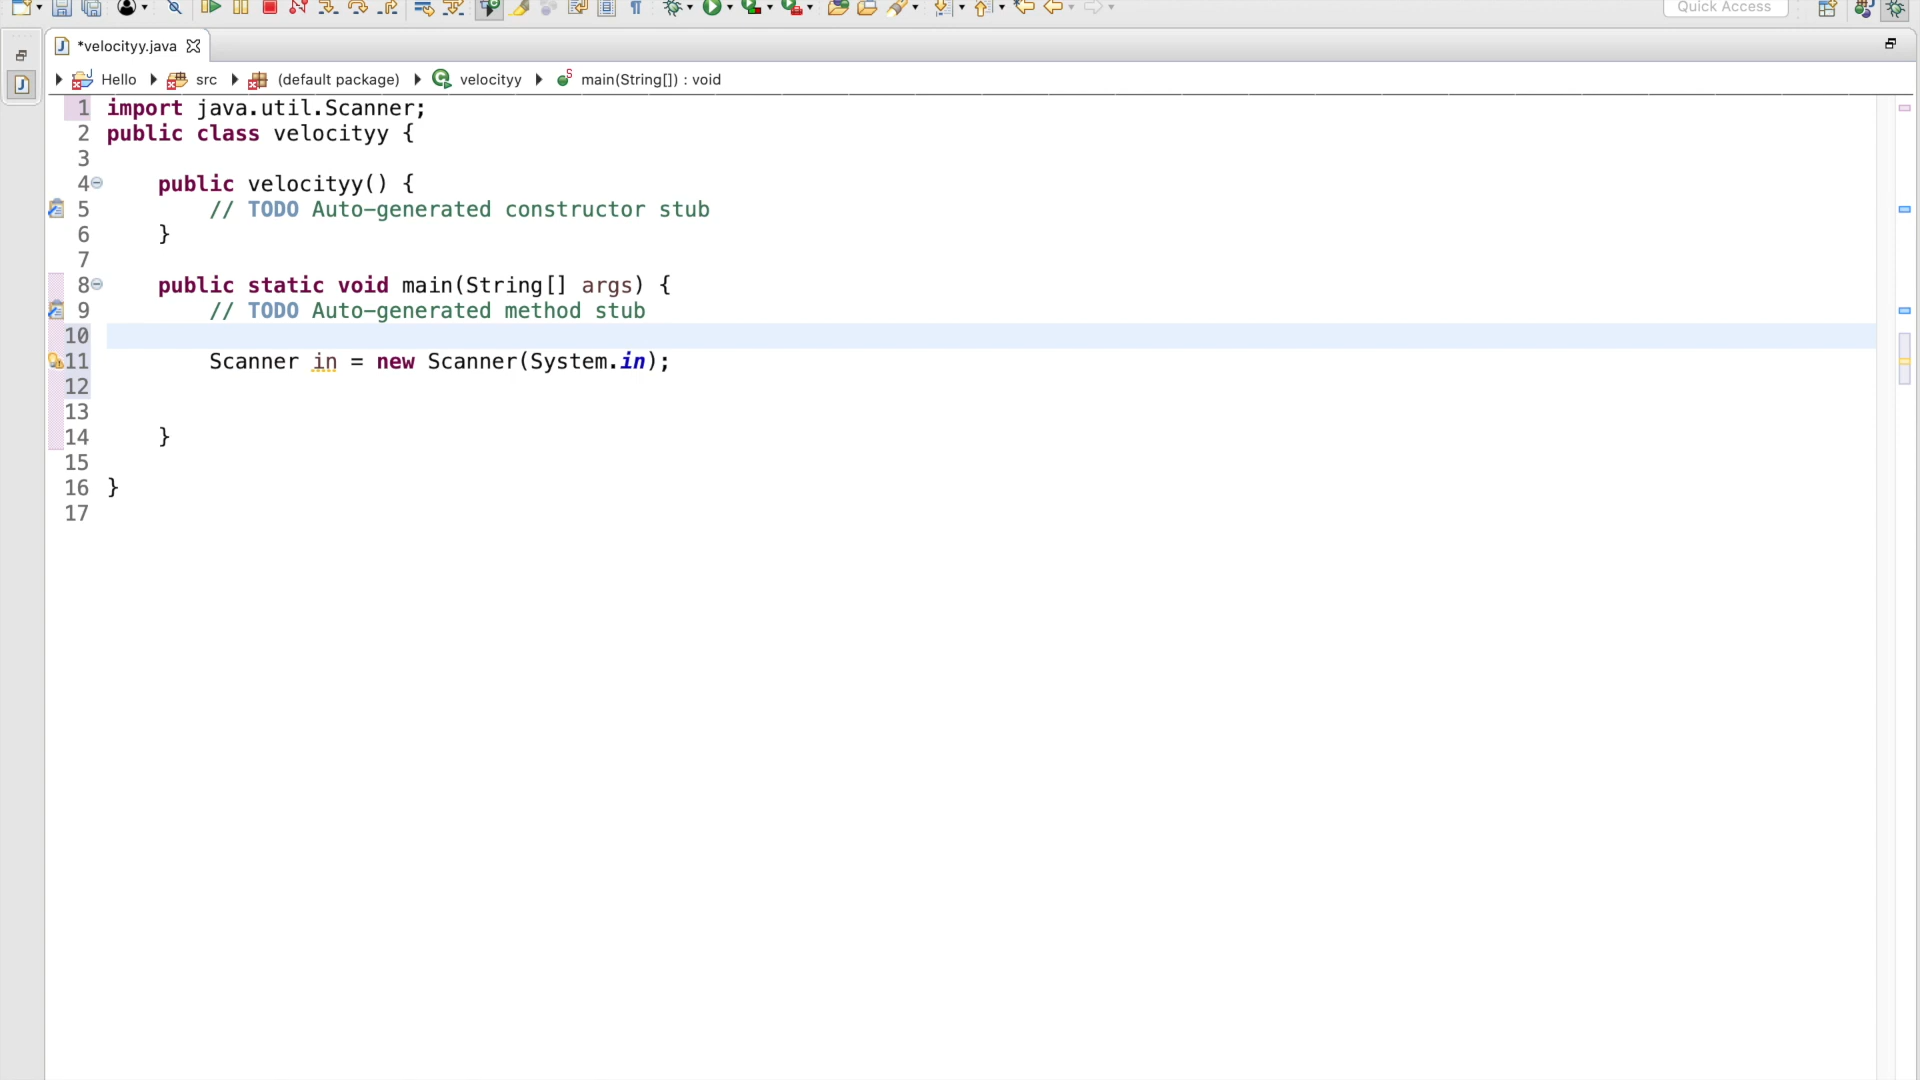 Quick Access
*velocityy.java
Hello src (default package) velocityy main(String[]) : void
1 import java.util.Scanner;
2 public class velocityy {
3
4 public velocityy() {
5 // TODO Auto-generated constructor stub
6 }
7
8 public static void main(String[] args) {
9 // TODO Auto-generated method stub
10
11 Scanner in = new Scanner(System.in);
12
13
14 }
15
16 }
17